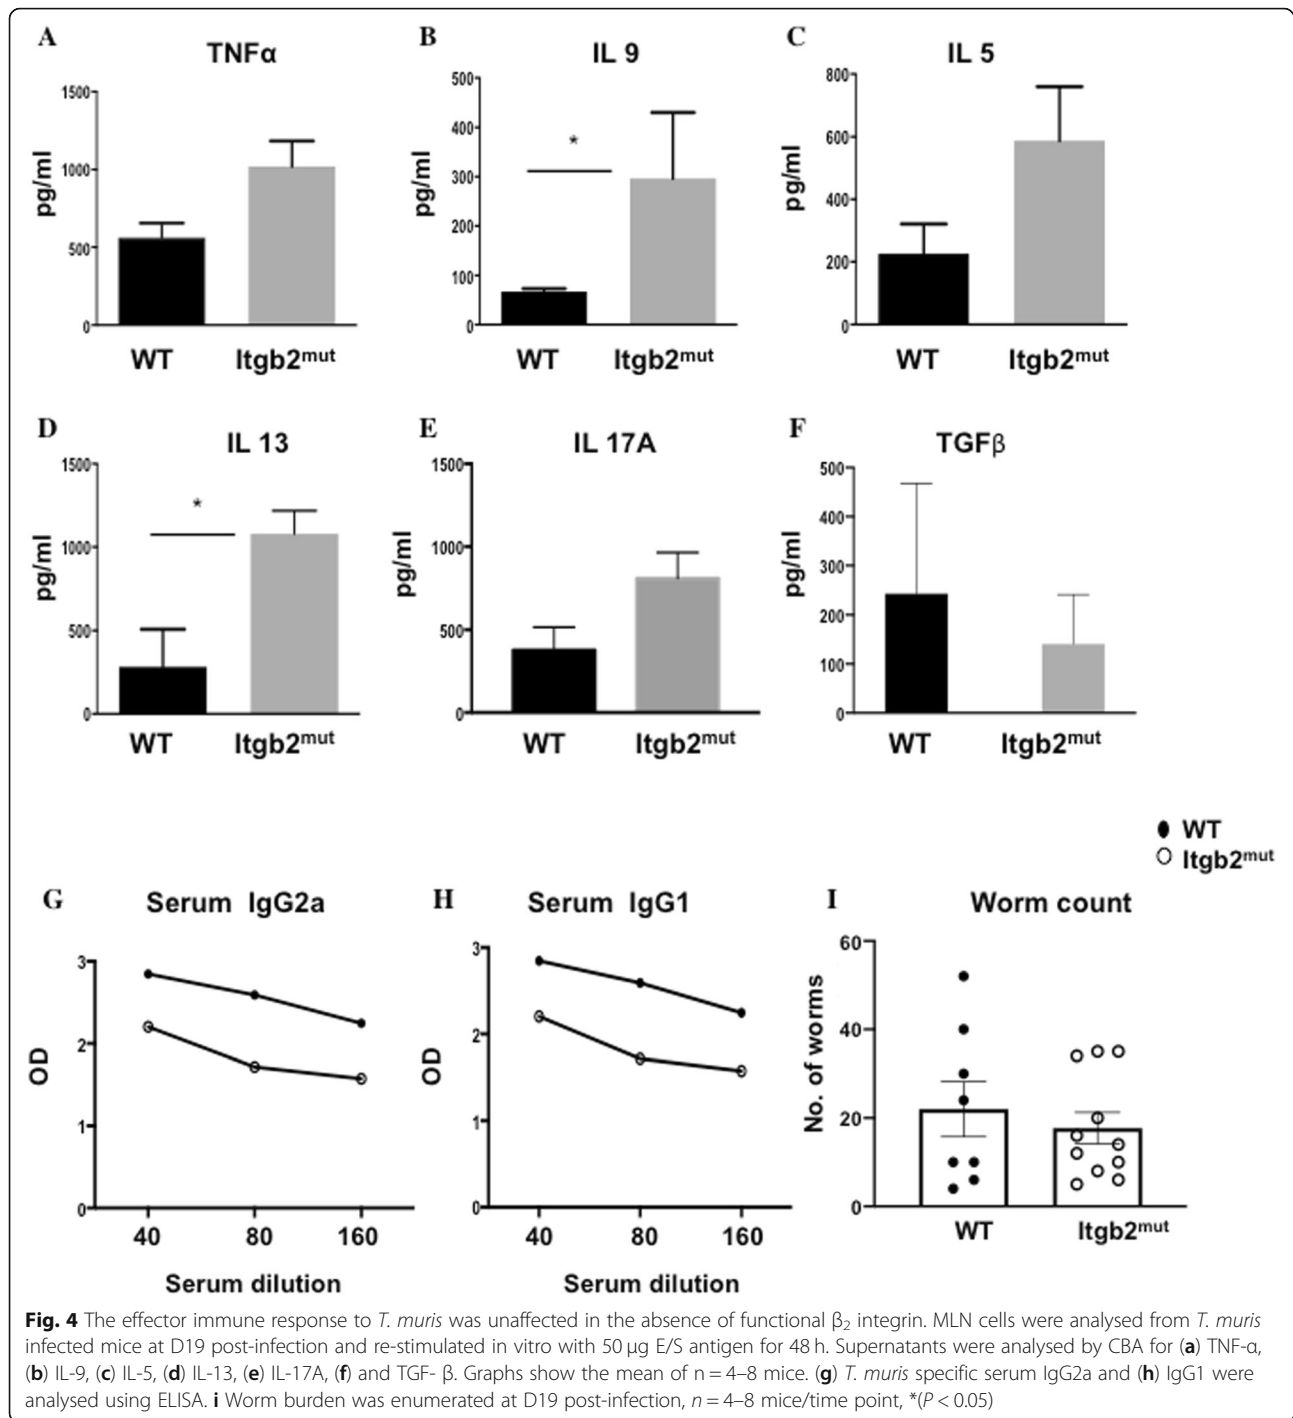 A
TNFα
1500
1000
500
0
pg/ml
WT Itgb2mut
B
IL 9
500
400
300
200
100
0
pg/ml
*
WT Itgb2mut
C
IL 5
800
600
400
200
0
pg/ml
WT Itgb2mut
D
IL 13
1500
1000
500
0
pg/ml
*
WT Itgb2mut
E
IL 17A
1500
1000
500
0
pg/ml
WT Itgb2mut
F
TGFβ
500
400
300
200
100
0
pg/ml
WT Itgb2mut
WT
Itgb2mut
G
Serum IgG2a
3
2
1
0
OD
40 80 160
Serum dilution
H
Serum IgG1
3
2
1
0
OD
40 80 160
Serum dilution
I
Worm count
60
40
20
0
No. of worms
WT Itgb2mut
Fig. 4 The effector immune response to T. muris was unaffected in the absence of functional β2 integrin. MLN cells were analysed from T. muris
infected mice at D19 post-infection and re-stimulated in vitro with 50 μg E/S antigen for 48 h. Supernatants were analysed by CBA for (a) TNF-α,
(b) IL-9, (c) IL-5, (d) IL-13, (e) IL-17A, (f) and TGF- β. Graphs show the mean of n = 4–8 mice. (g) T. muris specific serum IgG2a and (h) IgG1 were
analysed using ELISA. i Worm burden was enumerated at D19 post-infection, n = 4–8 mice/time point, *(P < 0.05)